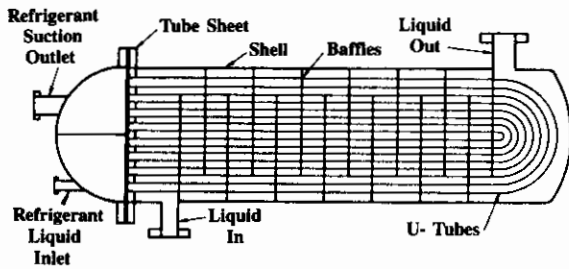 Refrigerant
Suction
Outlet
Tube Sheet
Shell
Baffles
Liquid
Out
Refrigerant
Liquid
Inlet
Liquid
In
U- Tubes